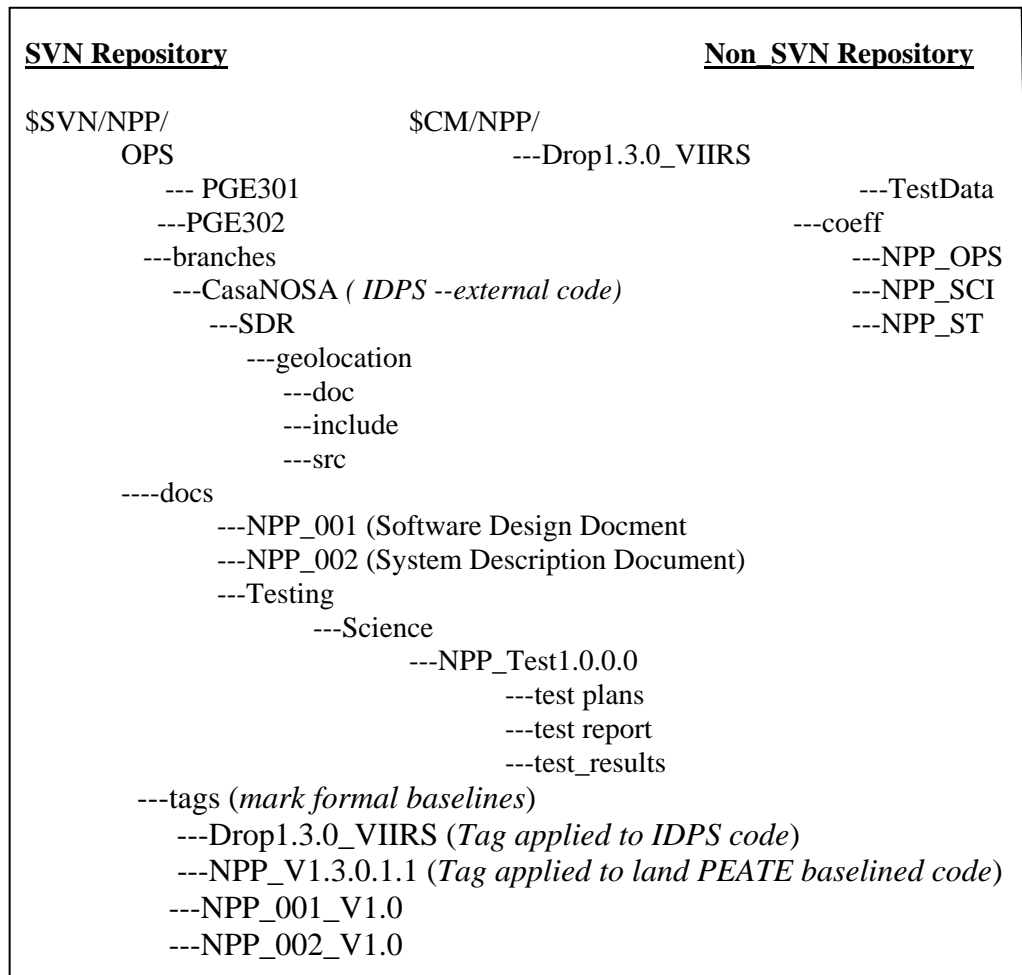 SVN Repository Non_SVN Repository
$SVN/NPP/ $CM/NPP/
OPS ---Drop1.3.0_VIIRS
--- PGE301 ---TestData
---PGE302 ---coeff
---branches ---NPP_OPS
---CasaNOSA ( IDPS --external code) ---NPP_SCI
---SDR ---NPP_ST
---geolocation
---doc
---include
---src
----docs
---NPP_001 (Software Design Docment
---NPP_002 (System Description Document)
---Testing
---Science
---NPP_Test1.0.0.0
---test plans
---test report
---test_results
---tags (mark formal baselines)
---Drop1.3.0_VIIRS (Tag applied to IDPS code)
---NPP_V1.3.0.1.1 (Tag applied to land PEATE baselined code)
---NPP_001_V1.0
---NPP_002_V1.0